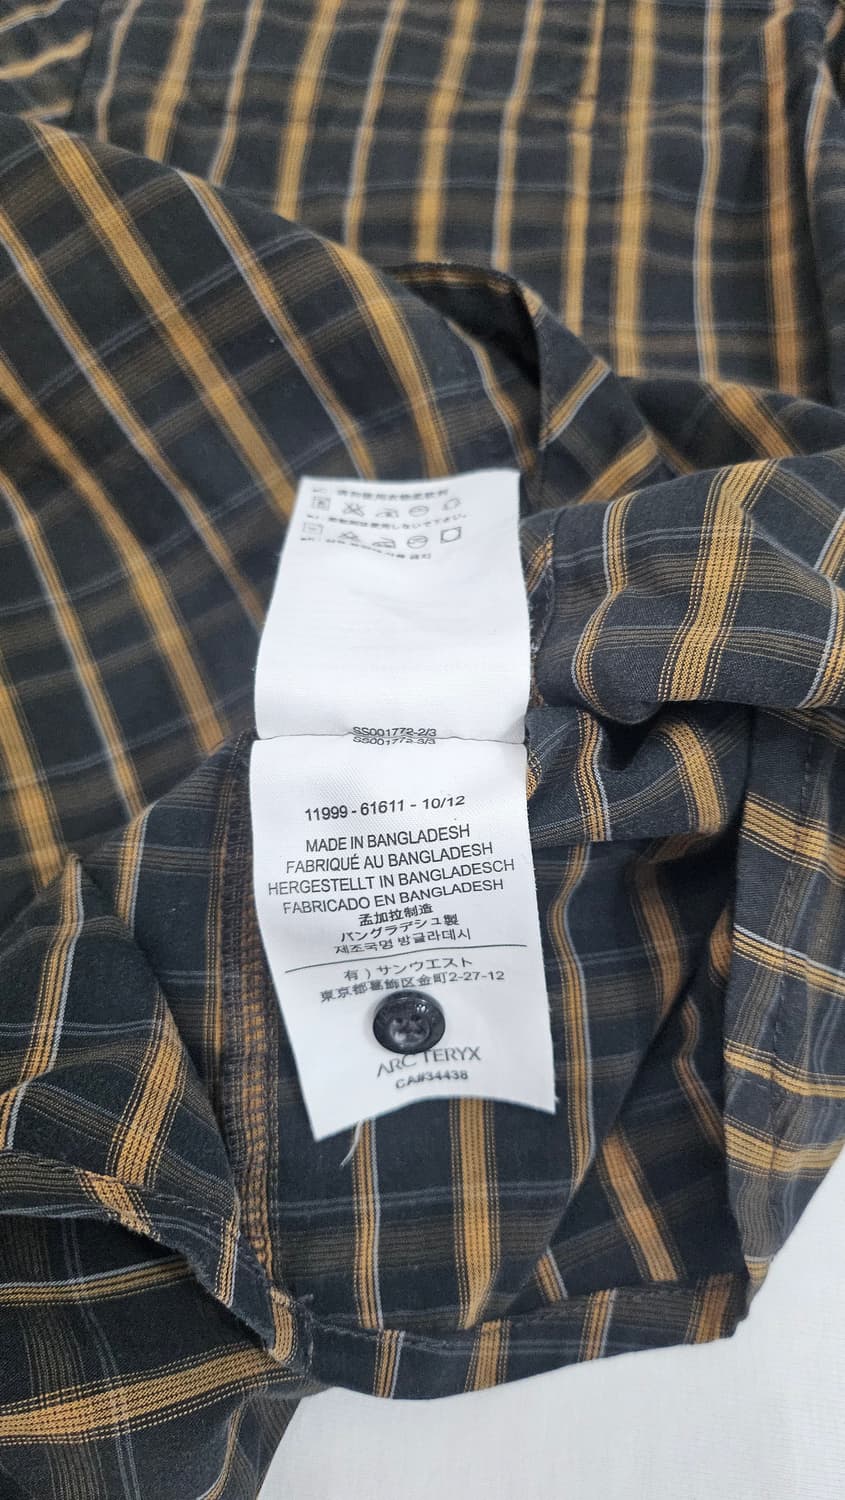 SS001772-2/3
SS001772-3/3
11999 - 61611 - 10/12
MADE IN BANGLADESH
FABRIQUÉ AU BANGLADESH
HERGESTELLT IN BANGLADESCH
FABRICADO EN BANGLADESH
孟加拉制造
バングラデシュ製
제조국명 방글라데시
有）サンウエスト
東京都葛飾区金町2-27-12
ARC'TERYX
CA#34438